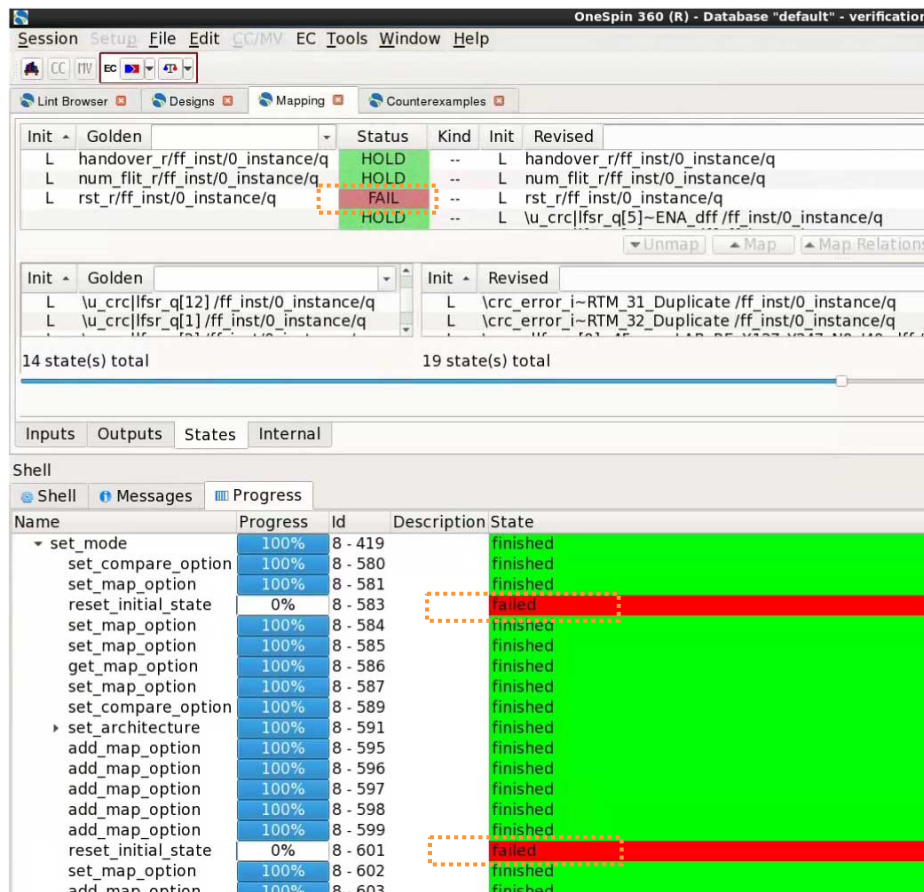 OneSpin 360 (R) - Database "default" - verification
Session Setup File Edit CC/MV EC Tools Window Help
CC MV EC
Lint Browser Designs Mapping Counterexamples
Init Golden Status Kind Init Revised
L handover_r/ff_inst/0_instance/q HOLD -- L handover_r/ff_inst/0_instance/q
L num_flit_r/ff_inst/0_instance/q HOLD -- L num_flit_r/ff_inst/0_instance/q
L rst_r/ff_inst/0_instance/q FAIL -- L rst_r/ff_inst/0_instance/q
HOLD -- L \u_crc|lfsr_q[5]~ENA_dff /ff_inst/0_instance/q
Unmap Map Map Relation
Init Golden Init Revised
L \u_crc|lfsr_q[12] /ff_inst/0_instance/q L \crc_error_i~RTM_31_Duplicate /ff_inst/0_instance/q
L \u_crc|lfsr_q[1] /ff_inst/0_instance/q L \crc_error_i~RTM_32_Duplicate /ff_inst/0_instance/q
14 state(s) total 19 state(s) total
Inputs Outputs States Internal
Shell
Shell Messages Progress
Name Progress Id Description State
set_mode 100% 8 - 419 finished
set_compare_option 100% 8 - 580 finished
set_map_option 100% 8 - 581 finished
reset_initial_state 0% 8 - 583 failed
set_map_option 100% 8 - 584 finished
set_map_option 100% 8 - 585 finished
get_map_option 100% 8 - 586 finished
set_map_option 100% 8 - 587 finished
set_compare_option 100% 8 - 589 finished
set_architecture 100% 8 - 591 finished
add_map_option 100% 8 - 595 finished
add_map_option 100% 8 - 596 finished
add_map_option 100% 8 - 597 finished
add_map_option 100% 8 - 598 finished
add_map_option 100% 8 - 599 finished
reset_initial_state 0% 8 - 601 failed
set_map_option 100% 8 - 602 finished
add_map_option 100% 8 - 603 finished